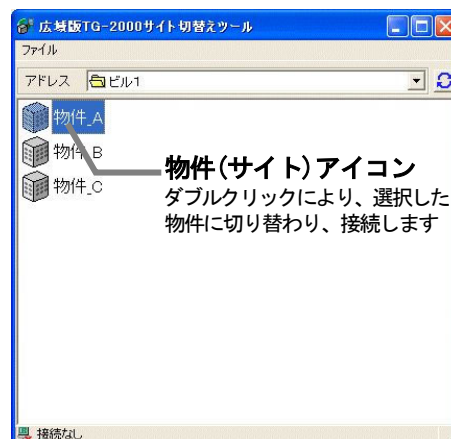 広域版TG-2000サイト切替えツール
ファイル
アドレス ビル1
物件_A
物件_B
物件_C
物件(サイト)アイコン
ダブルクリックにより、選択した
物件に切り替わり、接続します
接続なし